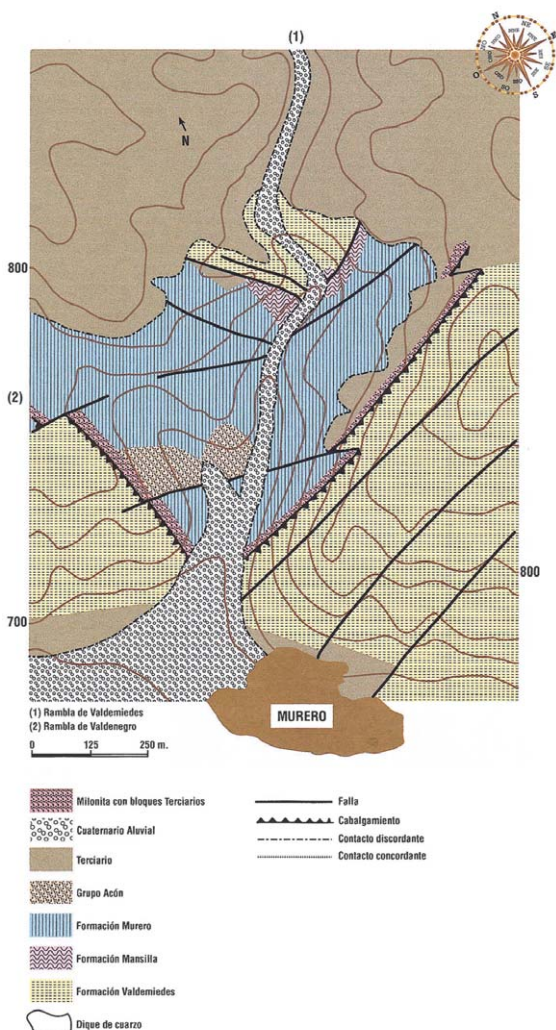 (1)
N
S
O
N
800
(2)
700
800
MURERO
(1) Rambla de Valdemiedes
(2) Rambla de Valdenegro
0 125 250 m.
Milonita con bloques Terciarios
Cuaternario Aluvial
Terciario
Grupo Acón
Formación Murero
Formación Mansilla
Formación Valdemiedes
Dique de cuarzo
Falla
Cabalgamiento
Contacto discordante
Contacto concordante